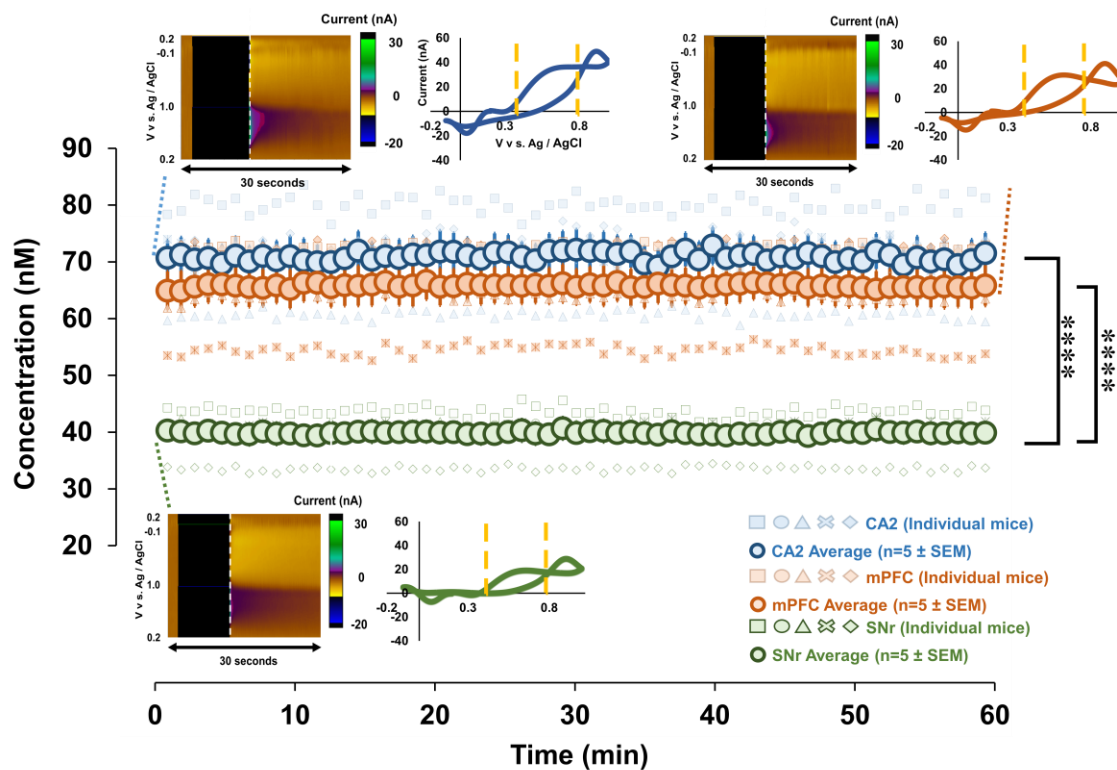 Current (nA)
0.2
-0.1
1.0
0.2
V vs. Ag / AgCl
30
0
-20
30 seconds
Current (nA)
60
40
20
0
-20
-40
-0.2
0.3
0.8
V vs. Ag / AgCl
Current (nA)
0.2
-0.1
1.0
0.2
V vs. Ag / AgCl
30
0
-20
30 seconds
60
40
20
0
-20
-40
-0.2
0.3
0.8
Concentration (nM)
90
80
70
60
50
40
30
20
****
****
Current (nA)
0.2
-0.1
1.0
0.2
V vs. Ag / AgCl
30
0
-20
30 seconds
60
40
20
0
-20
-40
-0.2
0.3
0.8
CA2 (Individual mice)
CA2 Average (n=5 ± SEM)
mPFC (Individual mice)
mPFC Average (n=5 ± SEM)
SNr (Individual mice)
SNr Average (n=5 ± SEM)
0 10 20 30 40 50 60
Time (min)